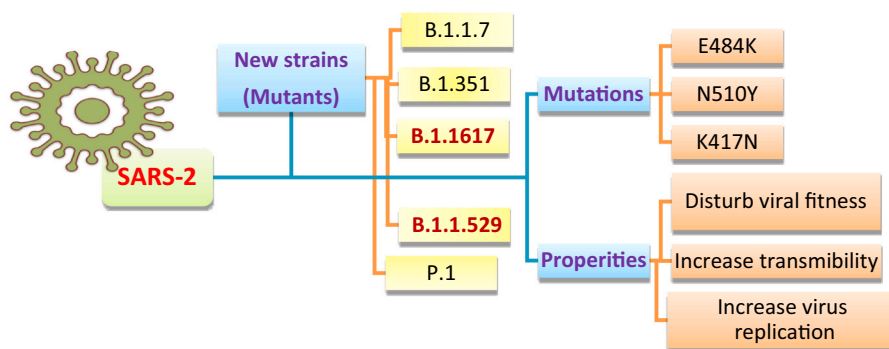 SARS-2
New strains
(Mutants)
B.1.1.7
B.1.351
B.1.1617
B.1.1.529
P.1
Mutations
E484K
N510Y
K417N
Properities
Disturb viral fitness
Increase transmibility
Increase virus
replication